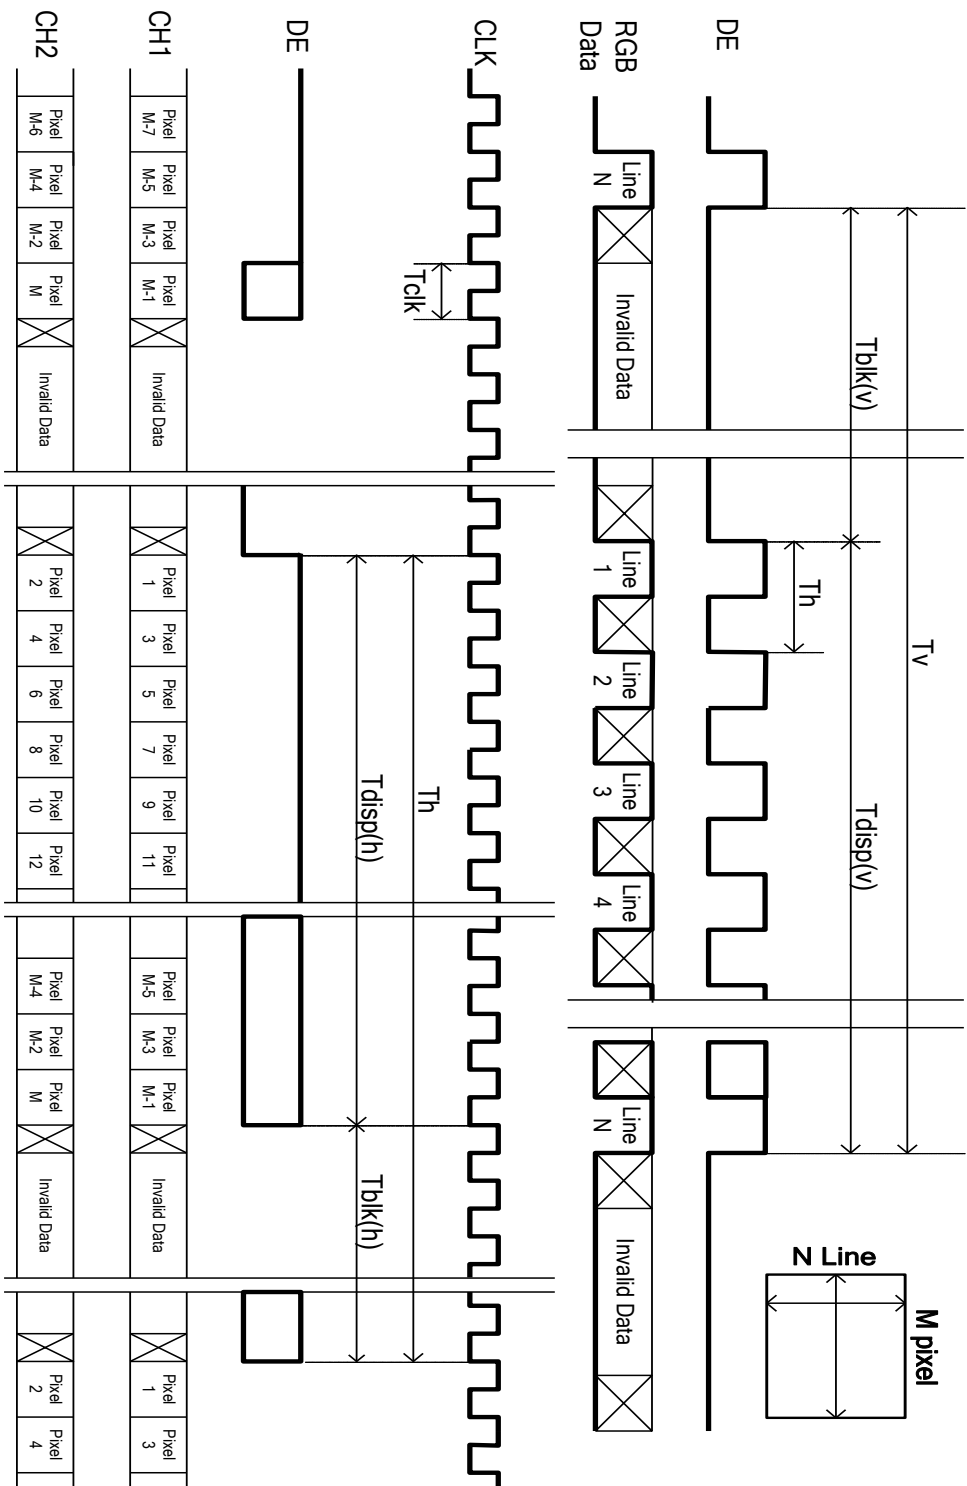 Tv
Tblk(v)
Tdisp(v)
Th
N Line
M pixel
DE
RGB
Data
Line
N
Invalid Data
Line
1
Line
2
Line
3
Line
4
Line
N
Invalid Data
CLK
Tclk
Th
Tdisp(h)
Tblk(h)
DE
CH1
Pixel
M-7
Pixel
M-5
Pixel
M-3
Pixel
M-1
Invalid Data
Pixel
1
Pixel
3
Pixel
5
Pixel
7
Pixel
9
Pixel
11
Pixel
M-5
Pixel
M-3
Pixel
M-1
Invalid Data
Pixel
1
Pixel
3
CH2
Pixel
M-6
Pixel
M-4
Pixel
M-2
Pixel
M
Invalid Data
Pixel
2
Pixel
4
Pixel
6
Pixel
8
Pixel
10
Pixel
12
Pixel
M-4
Pixel
M-2
Pixel
M
Invalid Data
Pixel
2
Pixel
4